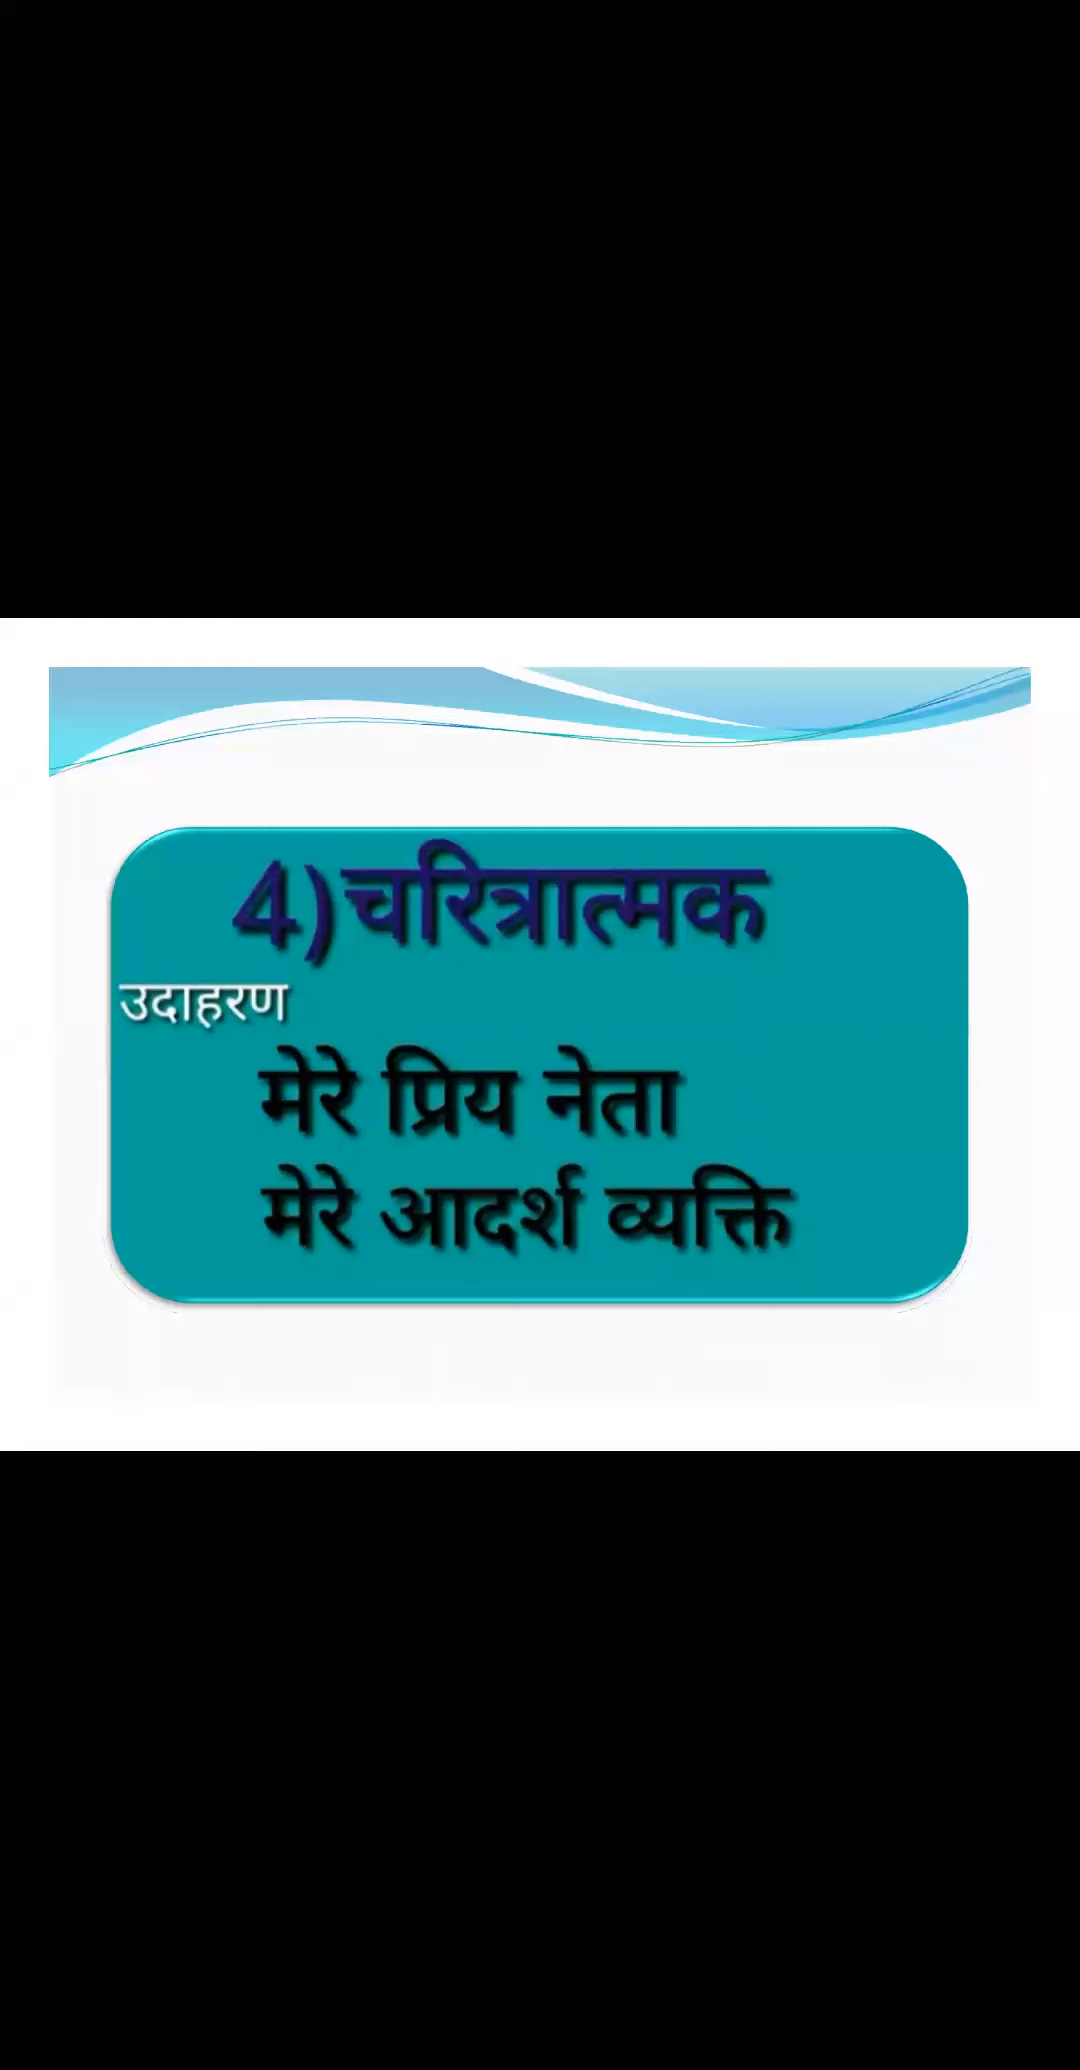 4)चरित्रात्मक
उदाहरण
मेरे प्रिय नेता
मेरे आदर्श व्यक्ति